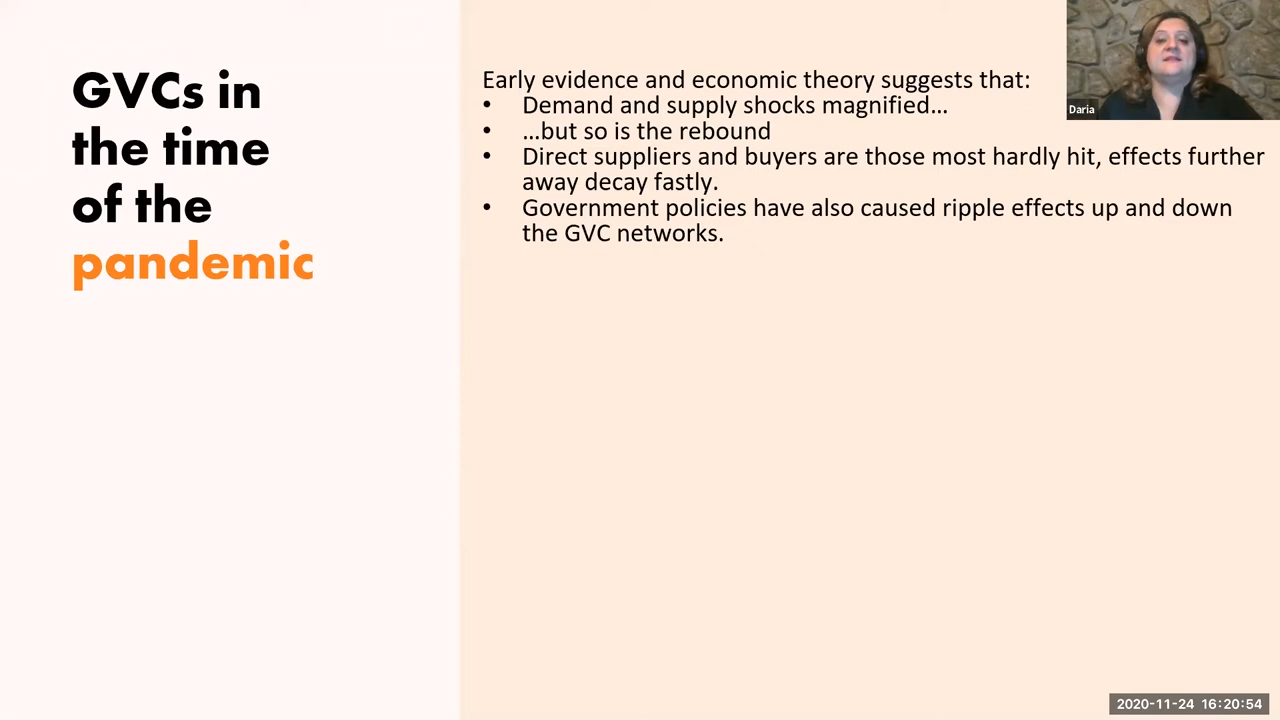 GVCs in
the time
of the
pandemic
Early evidence and economic theory suggests that:
• Demand and supply shocks magnified…
• …but so is the rebound
• Direct suppliers and buyers are those most hardly hit, effects further
away decay fastly.
• Government policies have also caused ripple effects up and down
the GVC networks.
Daria
2020-11-24 16:20:54